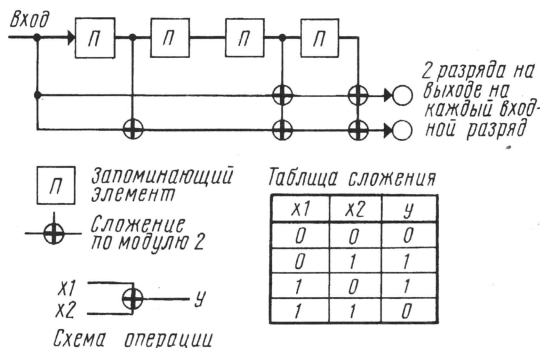 Вход
П П П П
2 разряда на
выходе на
каждый вход-
ной разряд
П Запоминающий
элемент
Сложение
по модулю 2
x1
x2
y
Схема операции
Таблица сложения
x1 x2 y
0 0 0
0 1 1
1 0 1
1 1 0